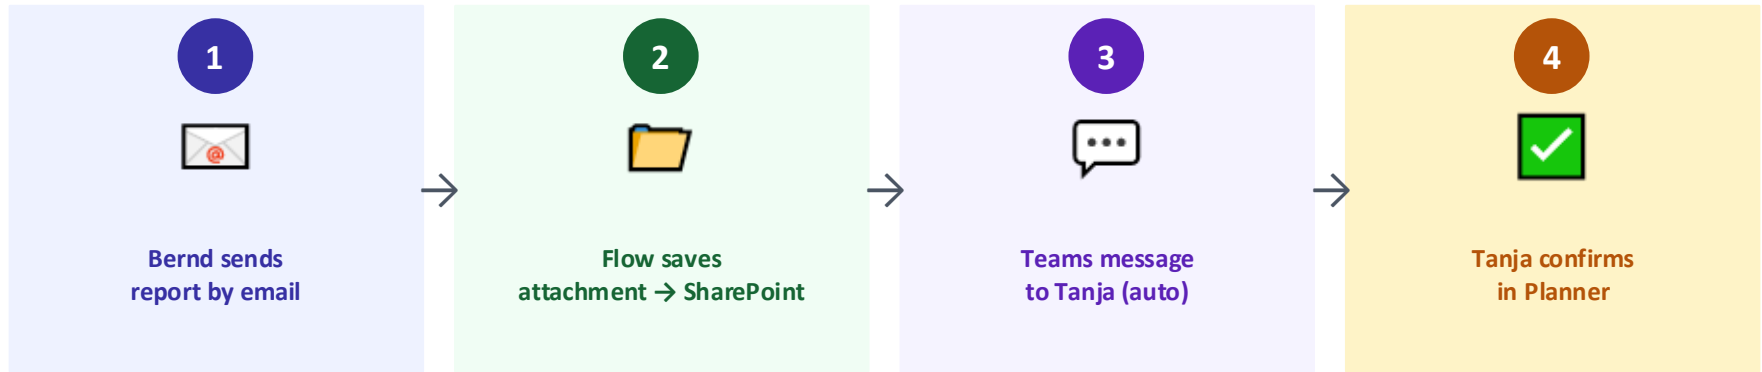 1
Bernd sends
report by email
2
Flow saves
attachment → SharePoint
3
Teams message
to Tanja (auto)
4
Tanja confirms
in Planner